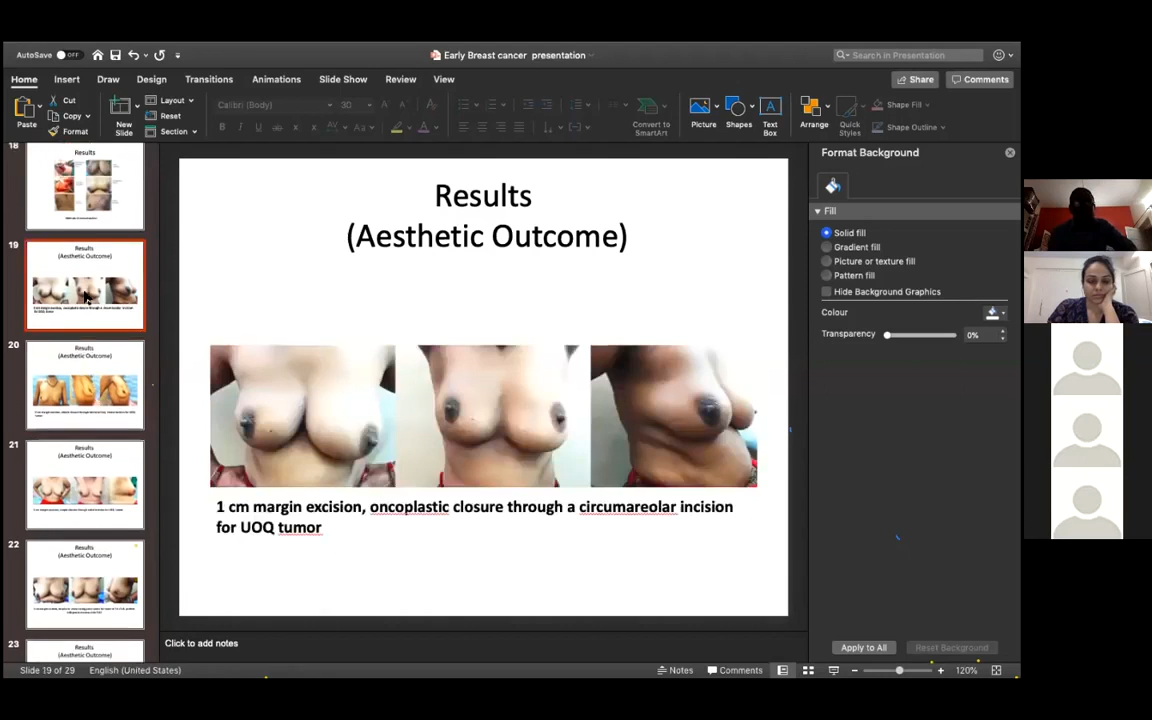 AutoSave OFF
Early Breast cancer presentation
Search in Presentation
Home Insert Draw Design Transitions Animations Slide Show Review View
Share Comments
Paste
Cut
Copy
Format
New Slide
Layout
Reset
Section
Calibri (Body) 30
B I U
Convert to SmartArt
Picture
Shapes
Text Box
Arrange
Quick Styles
Shape Fill
Shape Outline
18
Results
19
Results
(Aesthetic Outcome)
20
Results
(Aesthetic Outcome)
21
Results
(Aesthetic Outcome)
22
Results
(Aesthetic Outcome)
23
Results
(Aesthetic Outcome)
Results
(Aesthetic Outcome)
1 cm margin excision, oncoplastic closure through a circumareolar incision
for UOQ tumor
Click to add notes
Format Background
Fill
Solid fill
Gradient fill
Picture or texture fill
Pattern fill
Hide Background Graphics
Colour
Transparency 0%
Apply to All Reset Background
Slide 19 of 29 English (United States) Notes Comments 120%